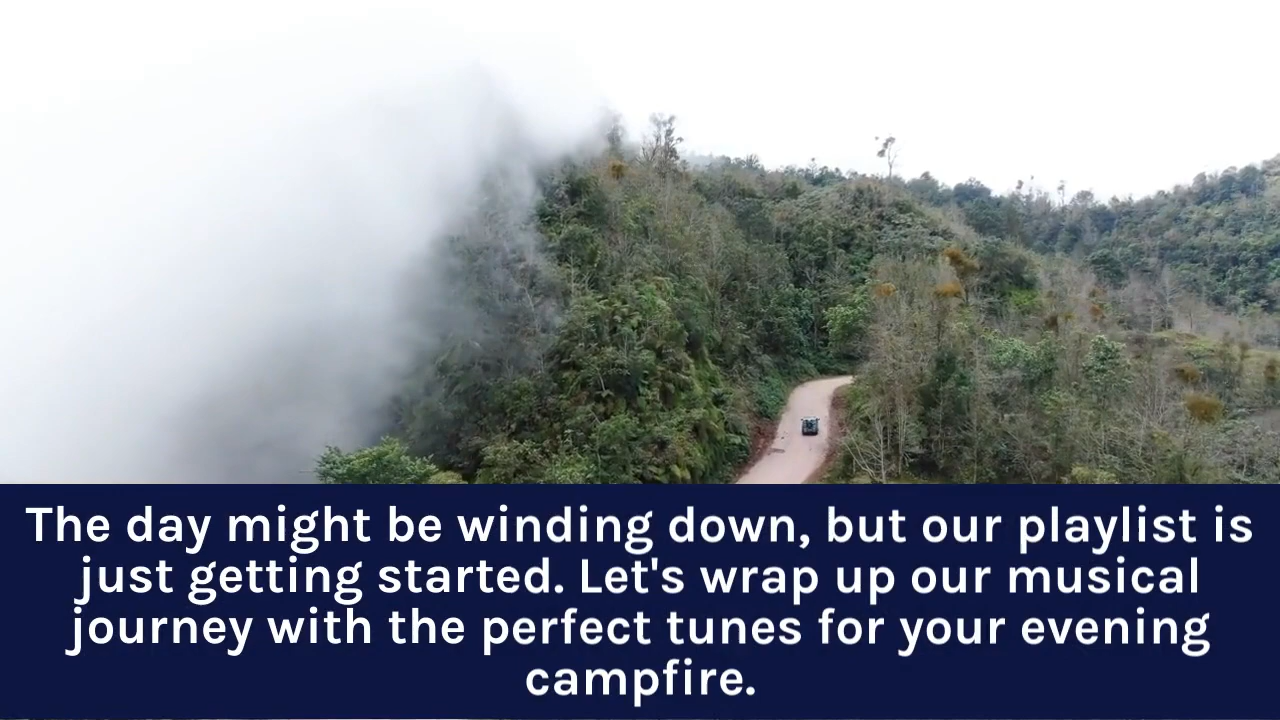 The day might be winding down, but our playlist is
just getting started. Let's wrap up our musical
journey with the perfect tunes for your evening
campfire.